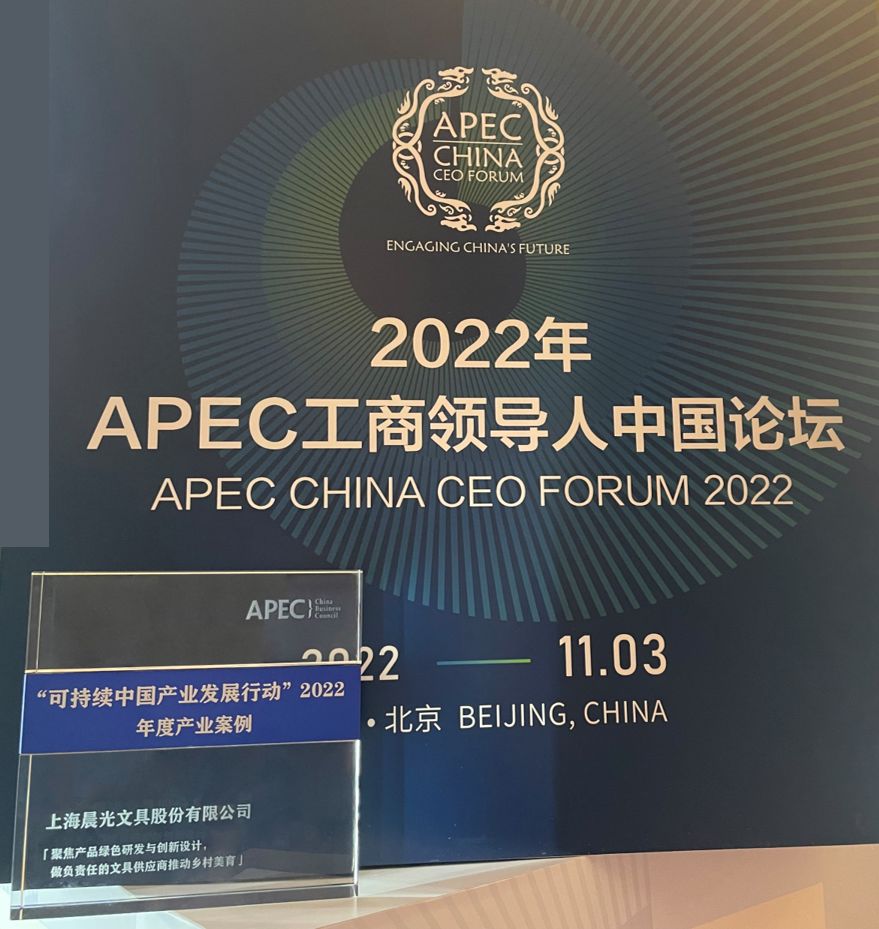 APEC
CHINA
CEO FORUM
ENGAGING CHINA'S FUTURE
2022年
APEC工商领导人中国论坛
APEC CHINA CEO FORUM 2022
2022 11.03
·北京 BEIJING, CHINA
APEC China
Business
Council
“可持续中国产业发展行动”2022
年度产业案例
上海晨光文具股份有限公司
「聚焦产品绿色研发与创新设计，
做负责任的文具供应商推动乡村美育」